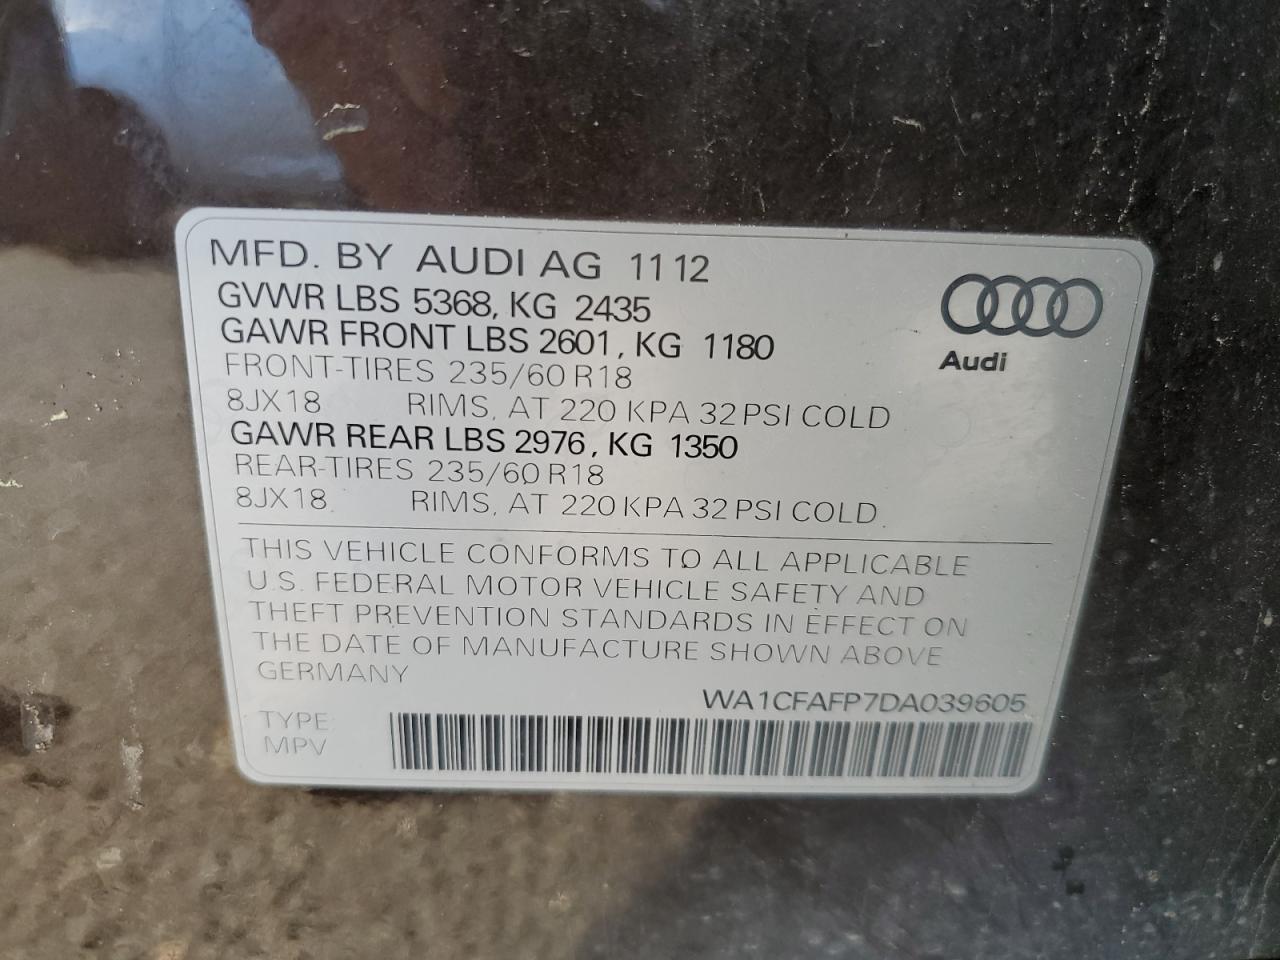 MFD. BY AUDI AG 11 12
GVWR LBS 5368, KG 2435
GAWR FRONT LBS 2601, KG 1180
FRONT-TIRES 235/60 R18
8JX18 RIMS, AT 220 KPA 32 PSI COLD
GAWR REAR LBS 2976, KG 1350
REAR-TIRES 235/60 R18
8JX18 RIMS, AT 220 KPA 32 PSI COLD
Audi
THIS VEHICLE CONFORMS TO ALL APPLICABLE
U.S. FEDERAL MOTOR VEHICLE SAFETY AND
THEFT PREVENTION STANDARDS IN EFFECT ON
THE DATE OF MANUFACTURE SHOWN ABOVE
GERMANY
WA1CFAFP7DA039605
TYPE:
MPV